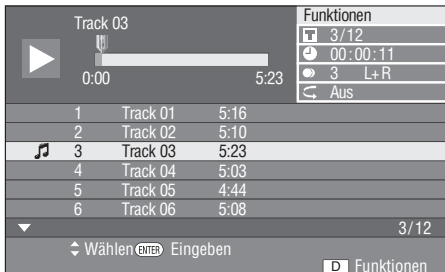 Track 03
0:00 5:23
Funktionen
T 3/12
00:00:11
3 L+R
Aus
1 Track 01 5:16
2 Track 02 5:10
3 Track 03 5:23
4 Track 04 5:03
5 Track 05 4:44
6 Track 06 5:08
3/12
Wählen ENTER Eingeben
D Funktionen